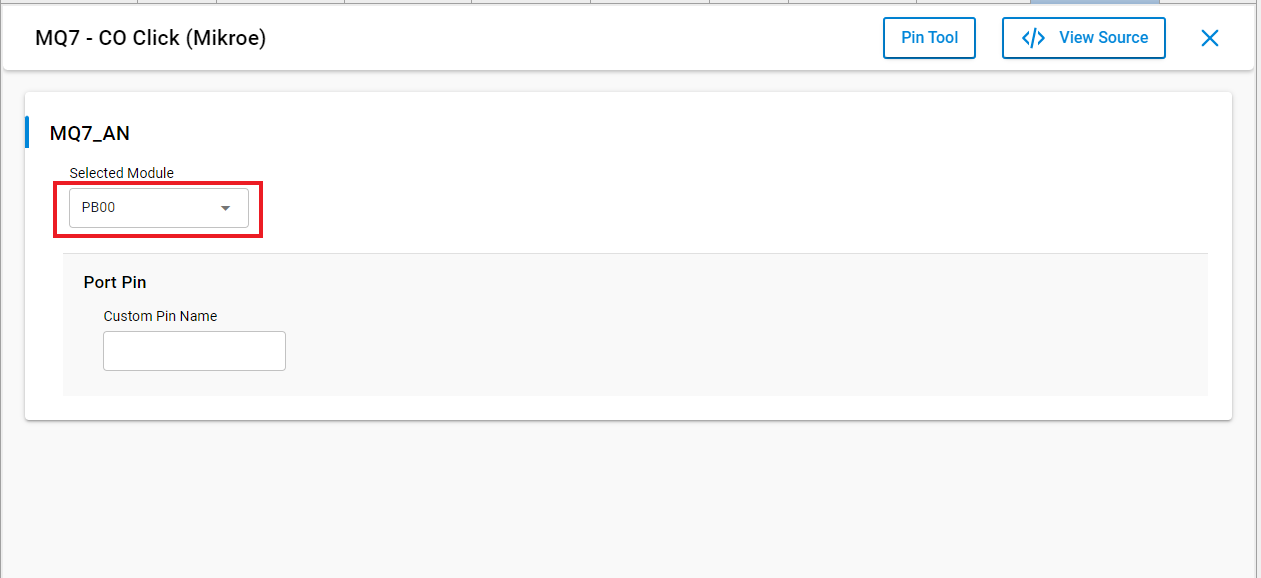 MQ7 - CO Click (Mikroe)
Pin Tool
</> View Source
MQ7_AN
Selected Module
PB00
Port Pin
Custom Pin Name